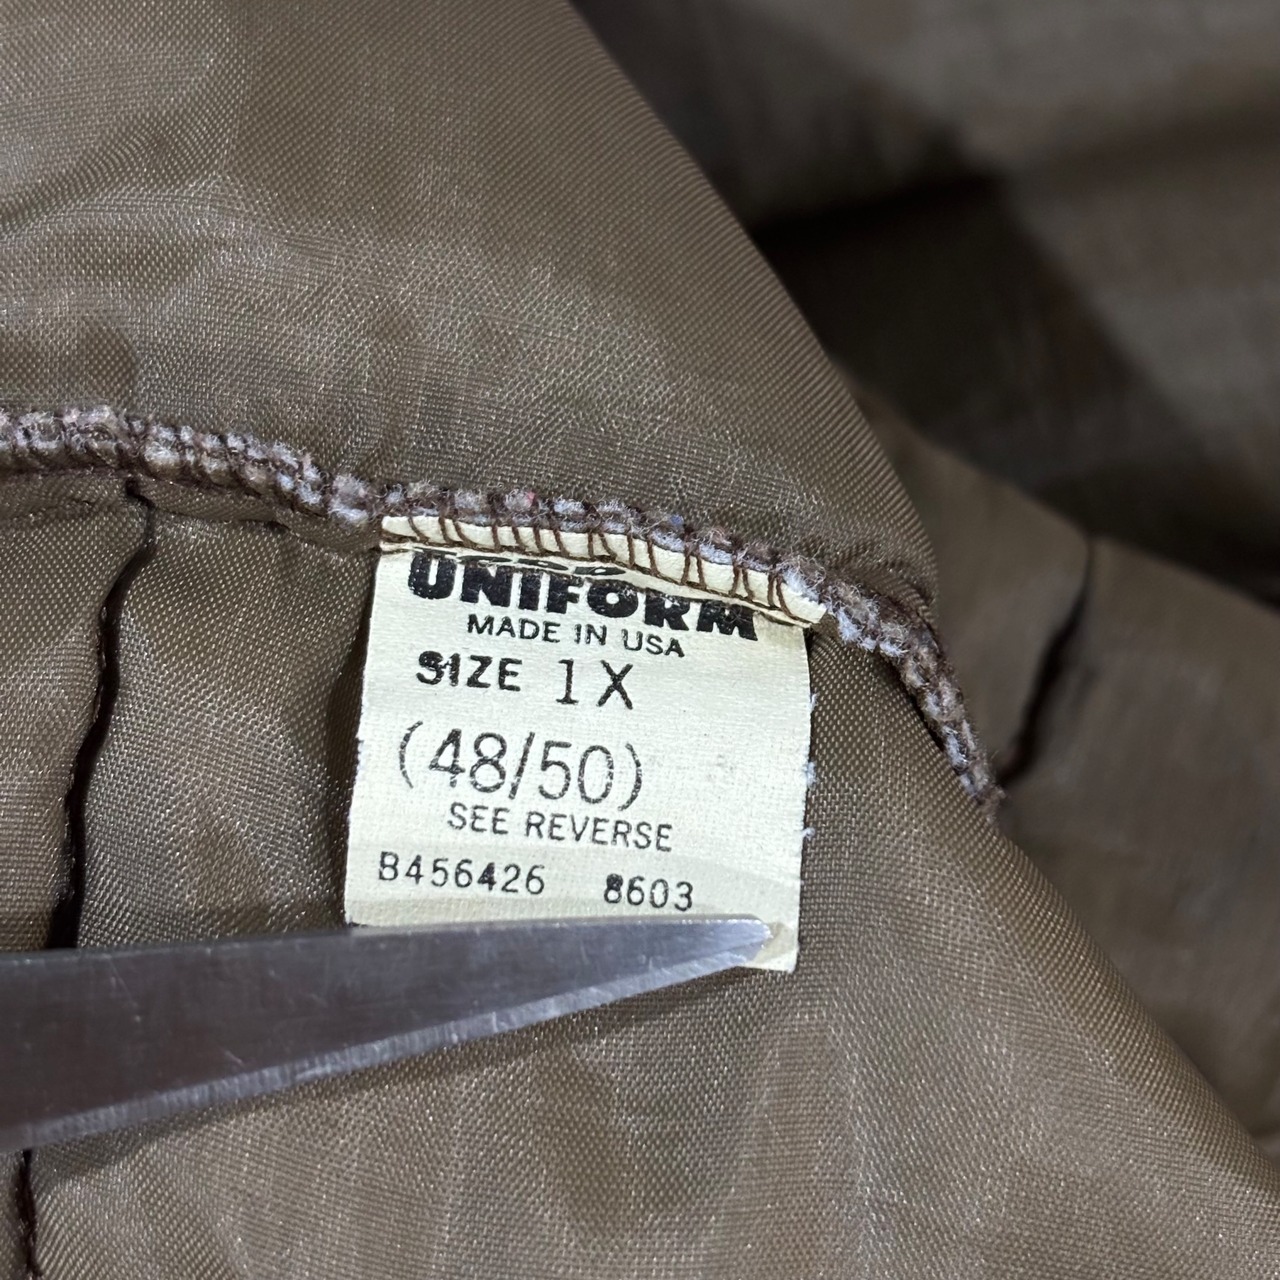 UNIFORM
MADE IN USA
SIZE 1X
(48/50)
SEE REVERSE
B456426 8603